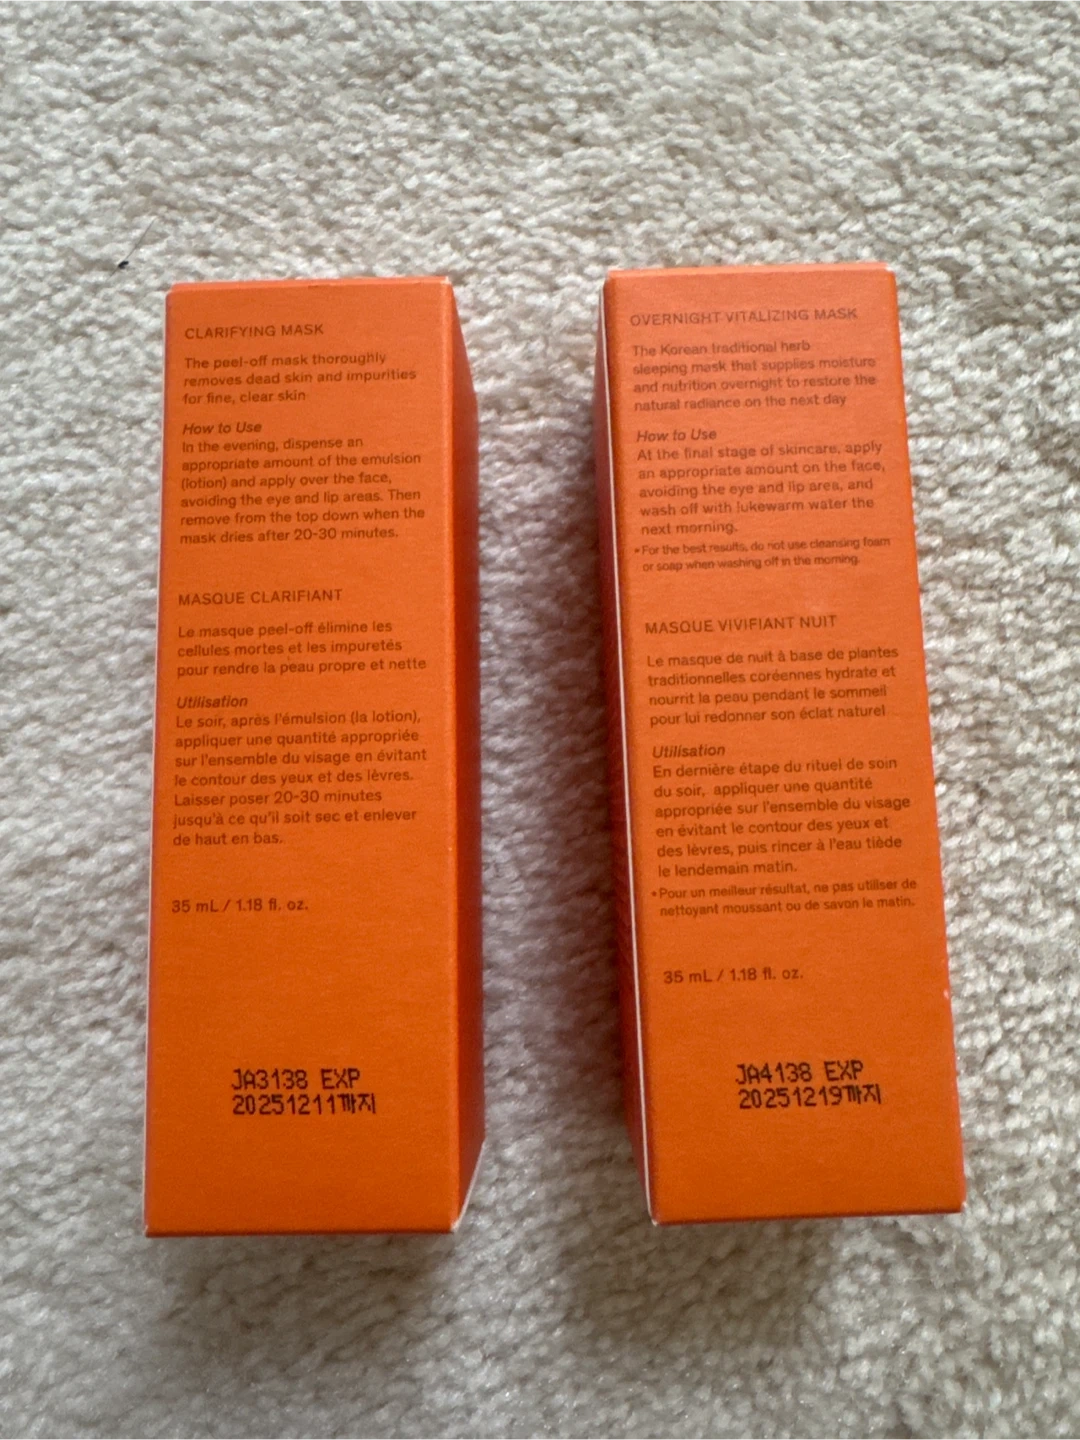 CLARIFYING MASK
The peel-off mask thoroughly
removes dead skin and impurities
for fine, clear skin
How to Use
In the evening, dispense an
appropriate amount of the emulsion
(lotion) and apply over the face,
avoiding the eye and lip areas. Then
remove from the top down when the
mask dries after 20-30 minutes.
MASQUE CLARIFIANT
Le masque peel-off élimine les
cellules mortes et les impuretés
pour rendre la peau propre et nette
Utilisation
Le soir, après l'émulsion (la lotion),
appliquer une quantité appropriée
sur l'ensemble du visage en évitant
le contour des yeux et des lèvres.
Laisser poser 20-30 minutes
jusqu'à ce qu'il soit sec et enlever
de haut en bas.
35 mL / 1.18 fl. oz.
JA3138 EXP
20251211까지
OVERNIGHT VITALIZING MASK
The Korean traditional herb
sleeping mask that supplies moisture
and nutrition overnight to restore the
natural radiance on the next day
How to Use
At the final stage of skincare, apply
an appropriate amount on the face,
avoiding the eye and lip area, and
wash off with lukewarm water the
next morning.
*For the best results, do not use cleansing foam
or soap when washing off in the morning.
MASQUE VIVIFIANT NUIT
Le masque de nuit à base de plantes
traditionnelles coréennes hydrate et
nourrit la peau pendant le sommeil
pour lui redonner son éclat naturel
Utilisation
En dernière étape du rituel de soin
du soir, appliquer une quantité
appropriée sur l'ensemble du visage
en évitant le contour des yeux et
des lèvres, puis rincer à l'eau tiède
le lendemain matin.
*Pour un meilleur résultat, ne pas utiliser de
nettoyant moussant ou de savon le matin.
35 mL / 1.18 fl. oz.
JA4138 EXP
20251219까지